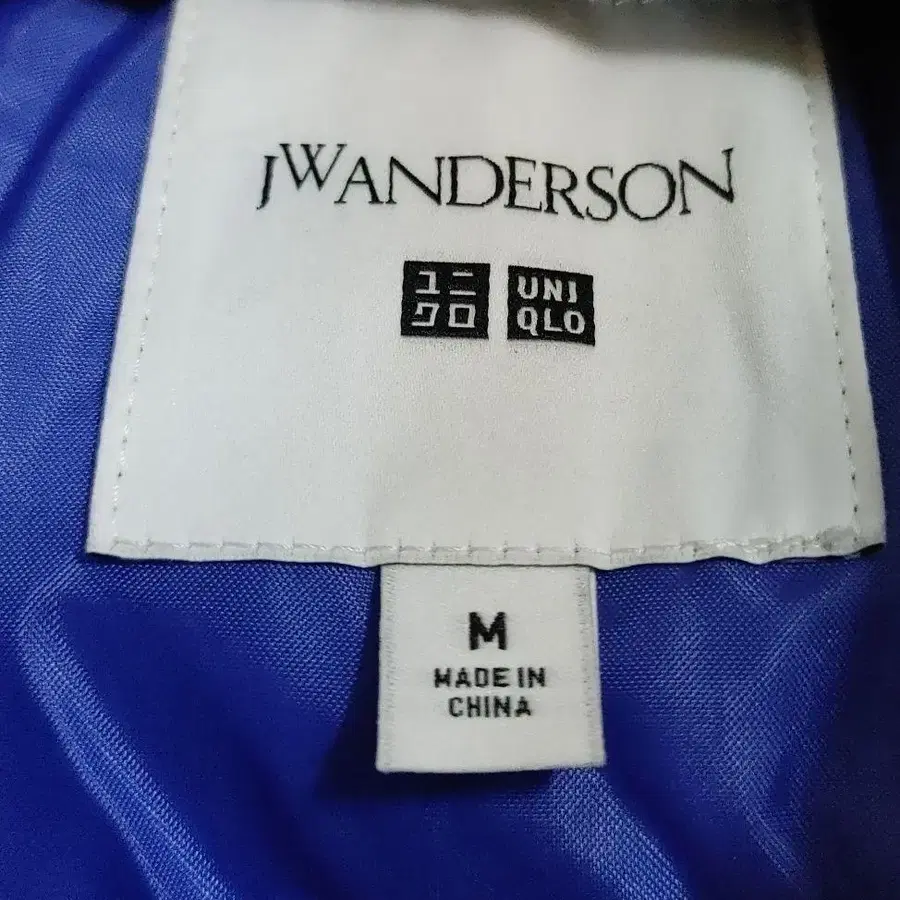 JWANDERSON
ユニ UNI
クロ QLO
M
MADE IN
CHINA